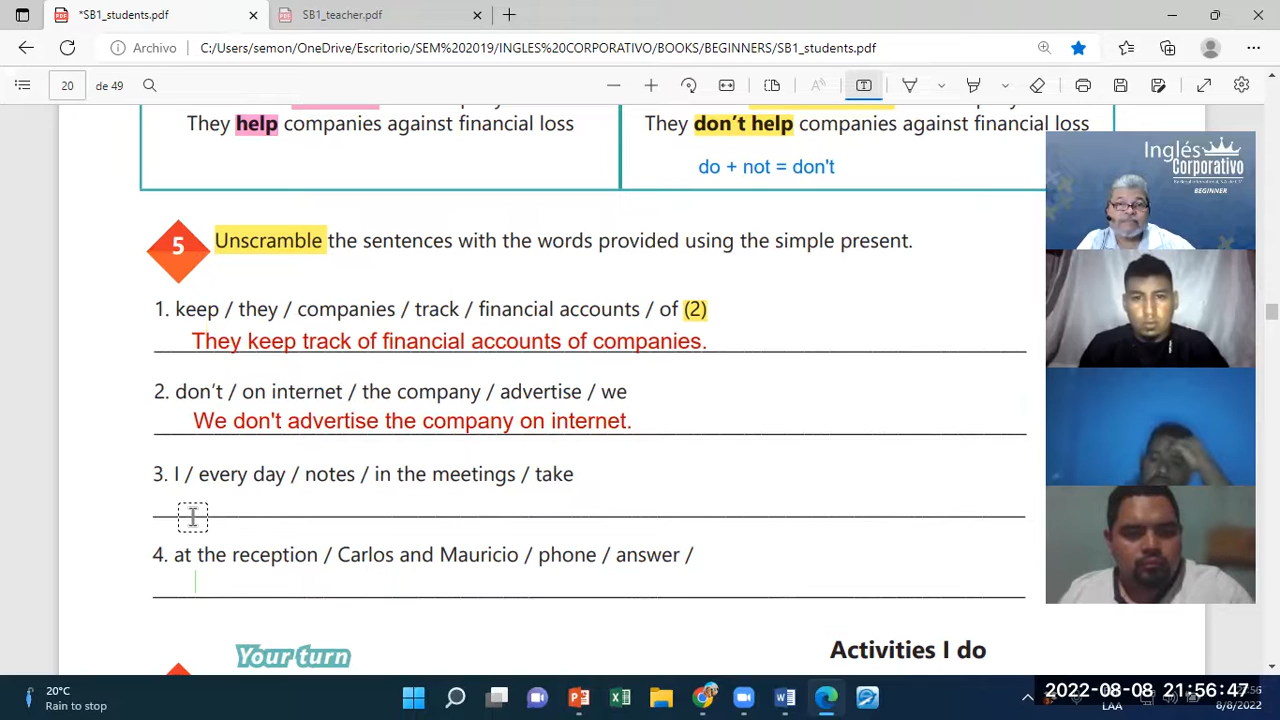 *SB1_students.pdf
SB1_teacher.pdf
Archivo
C:/Users/semon/OneDrive/Escritorio/SEM%202019/INGLES%20CORPORATIVO/BOOKS/BEGINNERS/SB1_students.pdf
20 de 49
They help companies against financial loss
They don't help companies against financial loss
do + not = don't
Inglés
Corporativo
BEGINNER
5
Unscramble the sentences with the words provided using the simple present.
1. keep / they / companies / track / financial accounts / of (2)
They keep track of financial accounts of companies.
2. don't / on internet / the company / advertise / we
We don't advertise the company on internet.
3. I / every day / notes / in the meetings / take
4. at the reception / Carlos and Mauricio / phone / answer /
Your turn
Activities I do
20°C
Rain to stop
2022-08-08 21:56:47
LAA
8/8/2022